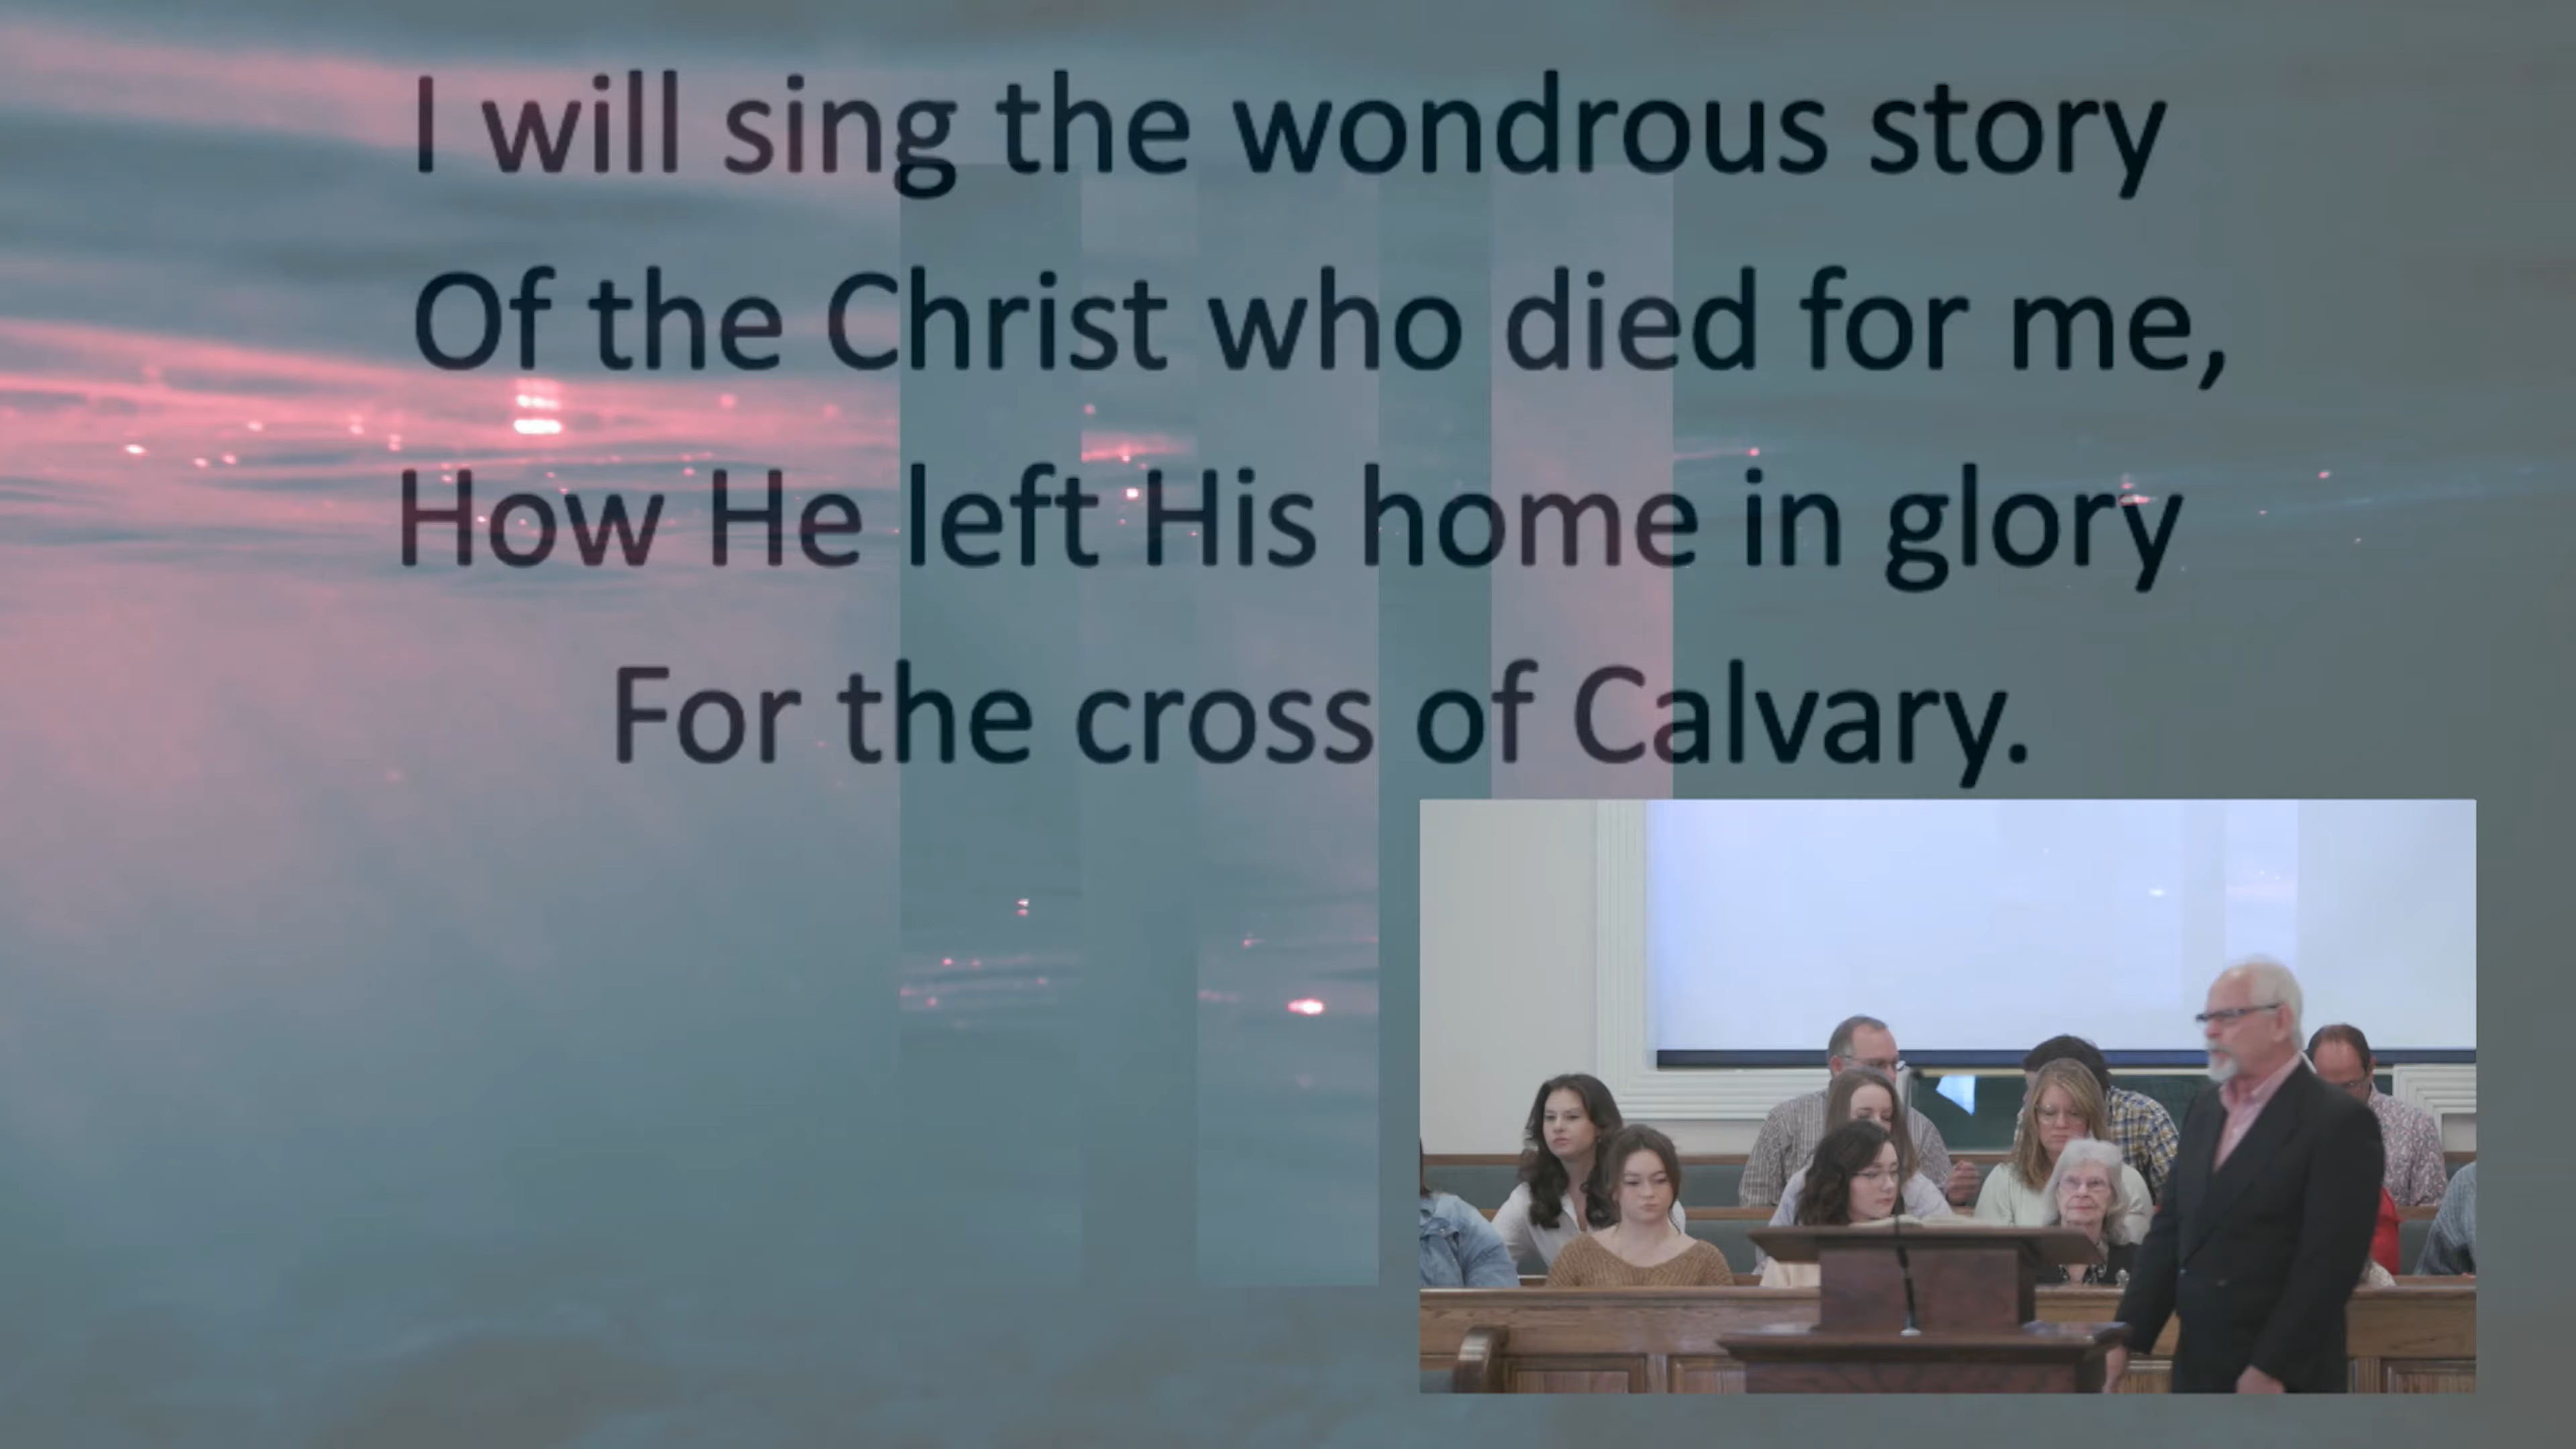 I will sing the wondrous story
Of the Christ who died for me,
How He left His home in glory
For the cross of Calvary.